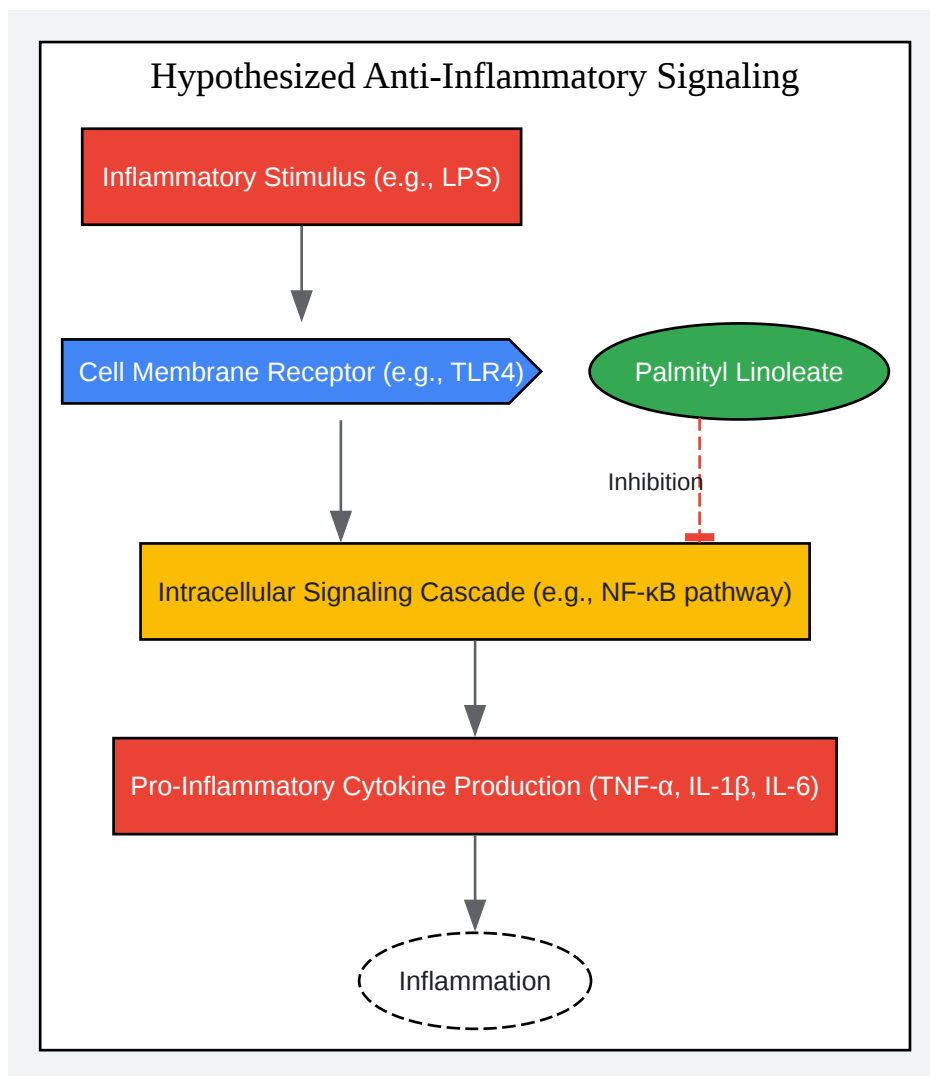 Hypothesized Anti-Inflammatory Signaling
Inflammatory Stimulus (e.g., LPS)
Cell Membrane Receptor (e.g., TLR4)
Palmityl Linoleate
Inhibition
Intracellular Signaling Cascade (e.g., NF-κB pathway)
Pro-Inflammatory Cytokine Production (TNF-α, IL-1β, IL-6)
Inflammation